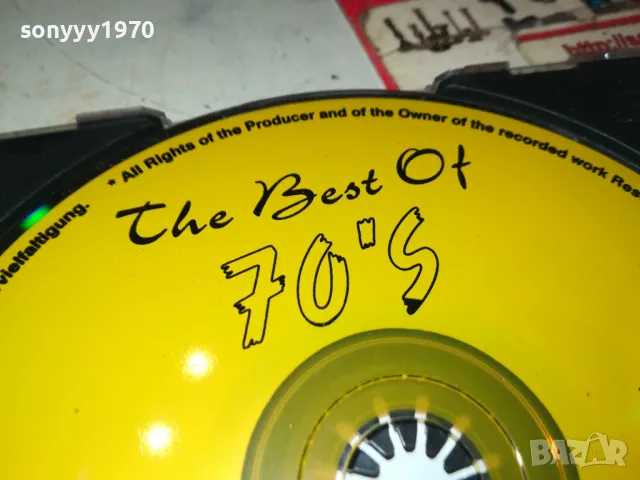 sonyyy1970
* All Rights of the Producer and of the Owner of the recorded work Res
vielfältigung.
The Best Of
70's
BAZAR